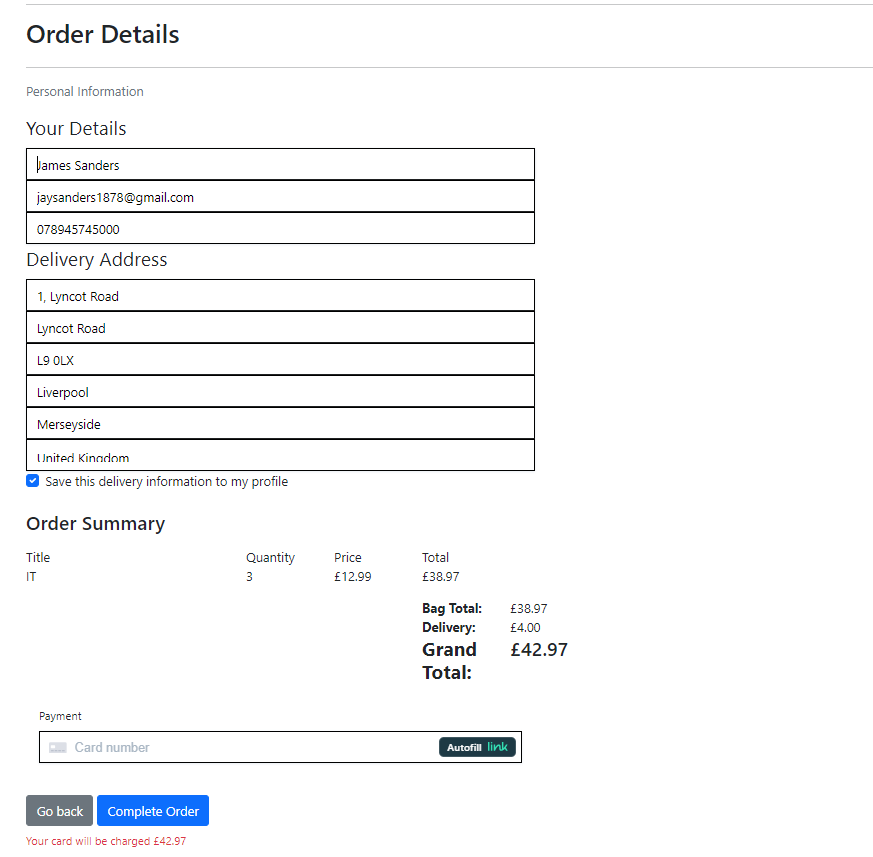 Order Details
Personal Information
Your Details
James Sanders
jaysanders1878@gmail.com
078945745000
Delivery Address
1, Lyncot Road
Lyncot Road
L9 0LX
Liverpool
Merseyside
United Kingdom
Save this delivery information to my profile
Order Summary
Title Quantity Price Total
IT 3 £12.99 £38.97
Bag Total: £38.97
Delivery: £4.00
Grand Total: £42.97
Payment
Card number Autofill link
Go back Complete Order
Your card will be charged £42.97